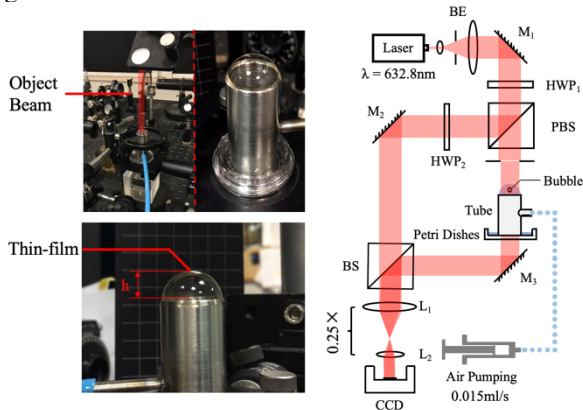 Object
Beam
Thin-film
h
Laser
λ = 632.8nm
BE
M1
HWP1
M2
HWP2
PBS
Bubble
Tube
Petri Dishes
BS
M3
L1
0.25×
L2
CCD
Air Pumping
0.015ml/s